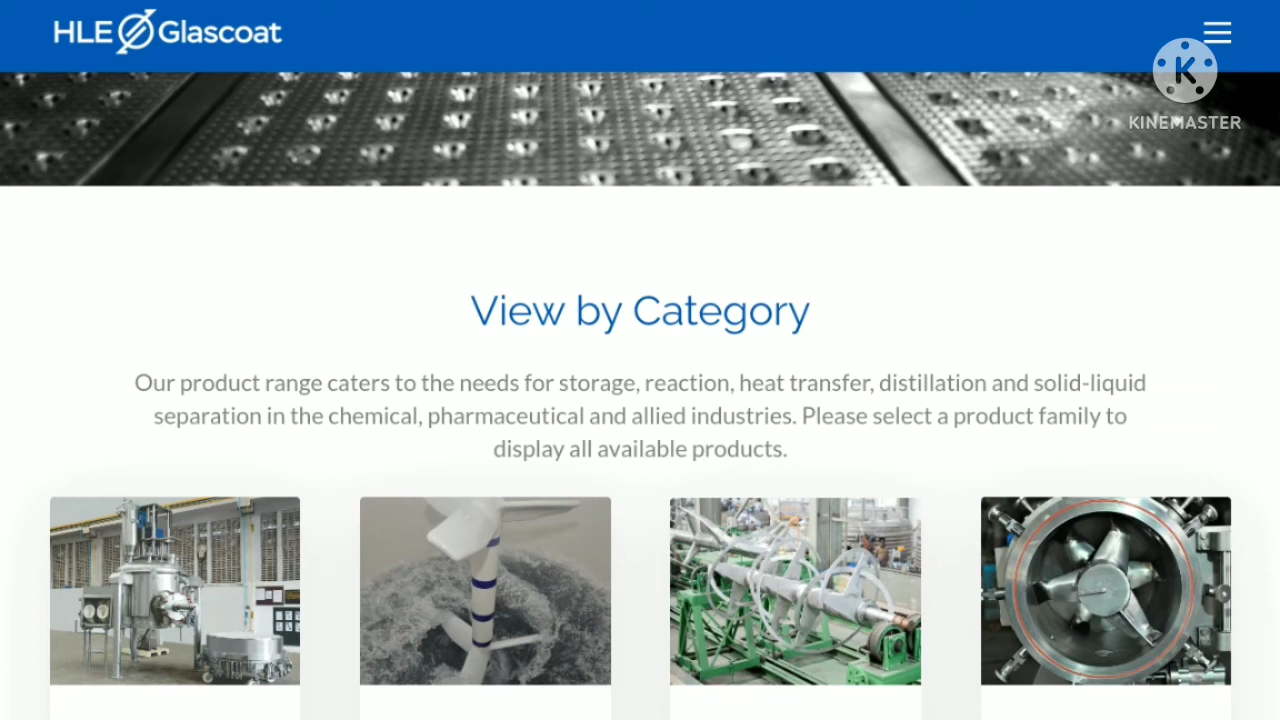 HLE Glascoat
K
KINEMASTER
View by Category
Our product range caters to the needs for storage, reaction, heat transfer, distillation and solid-liquid
separation in the chemical, pharmaceutical and allied industries. Please select a product family to
display all available products.